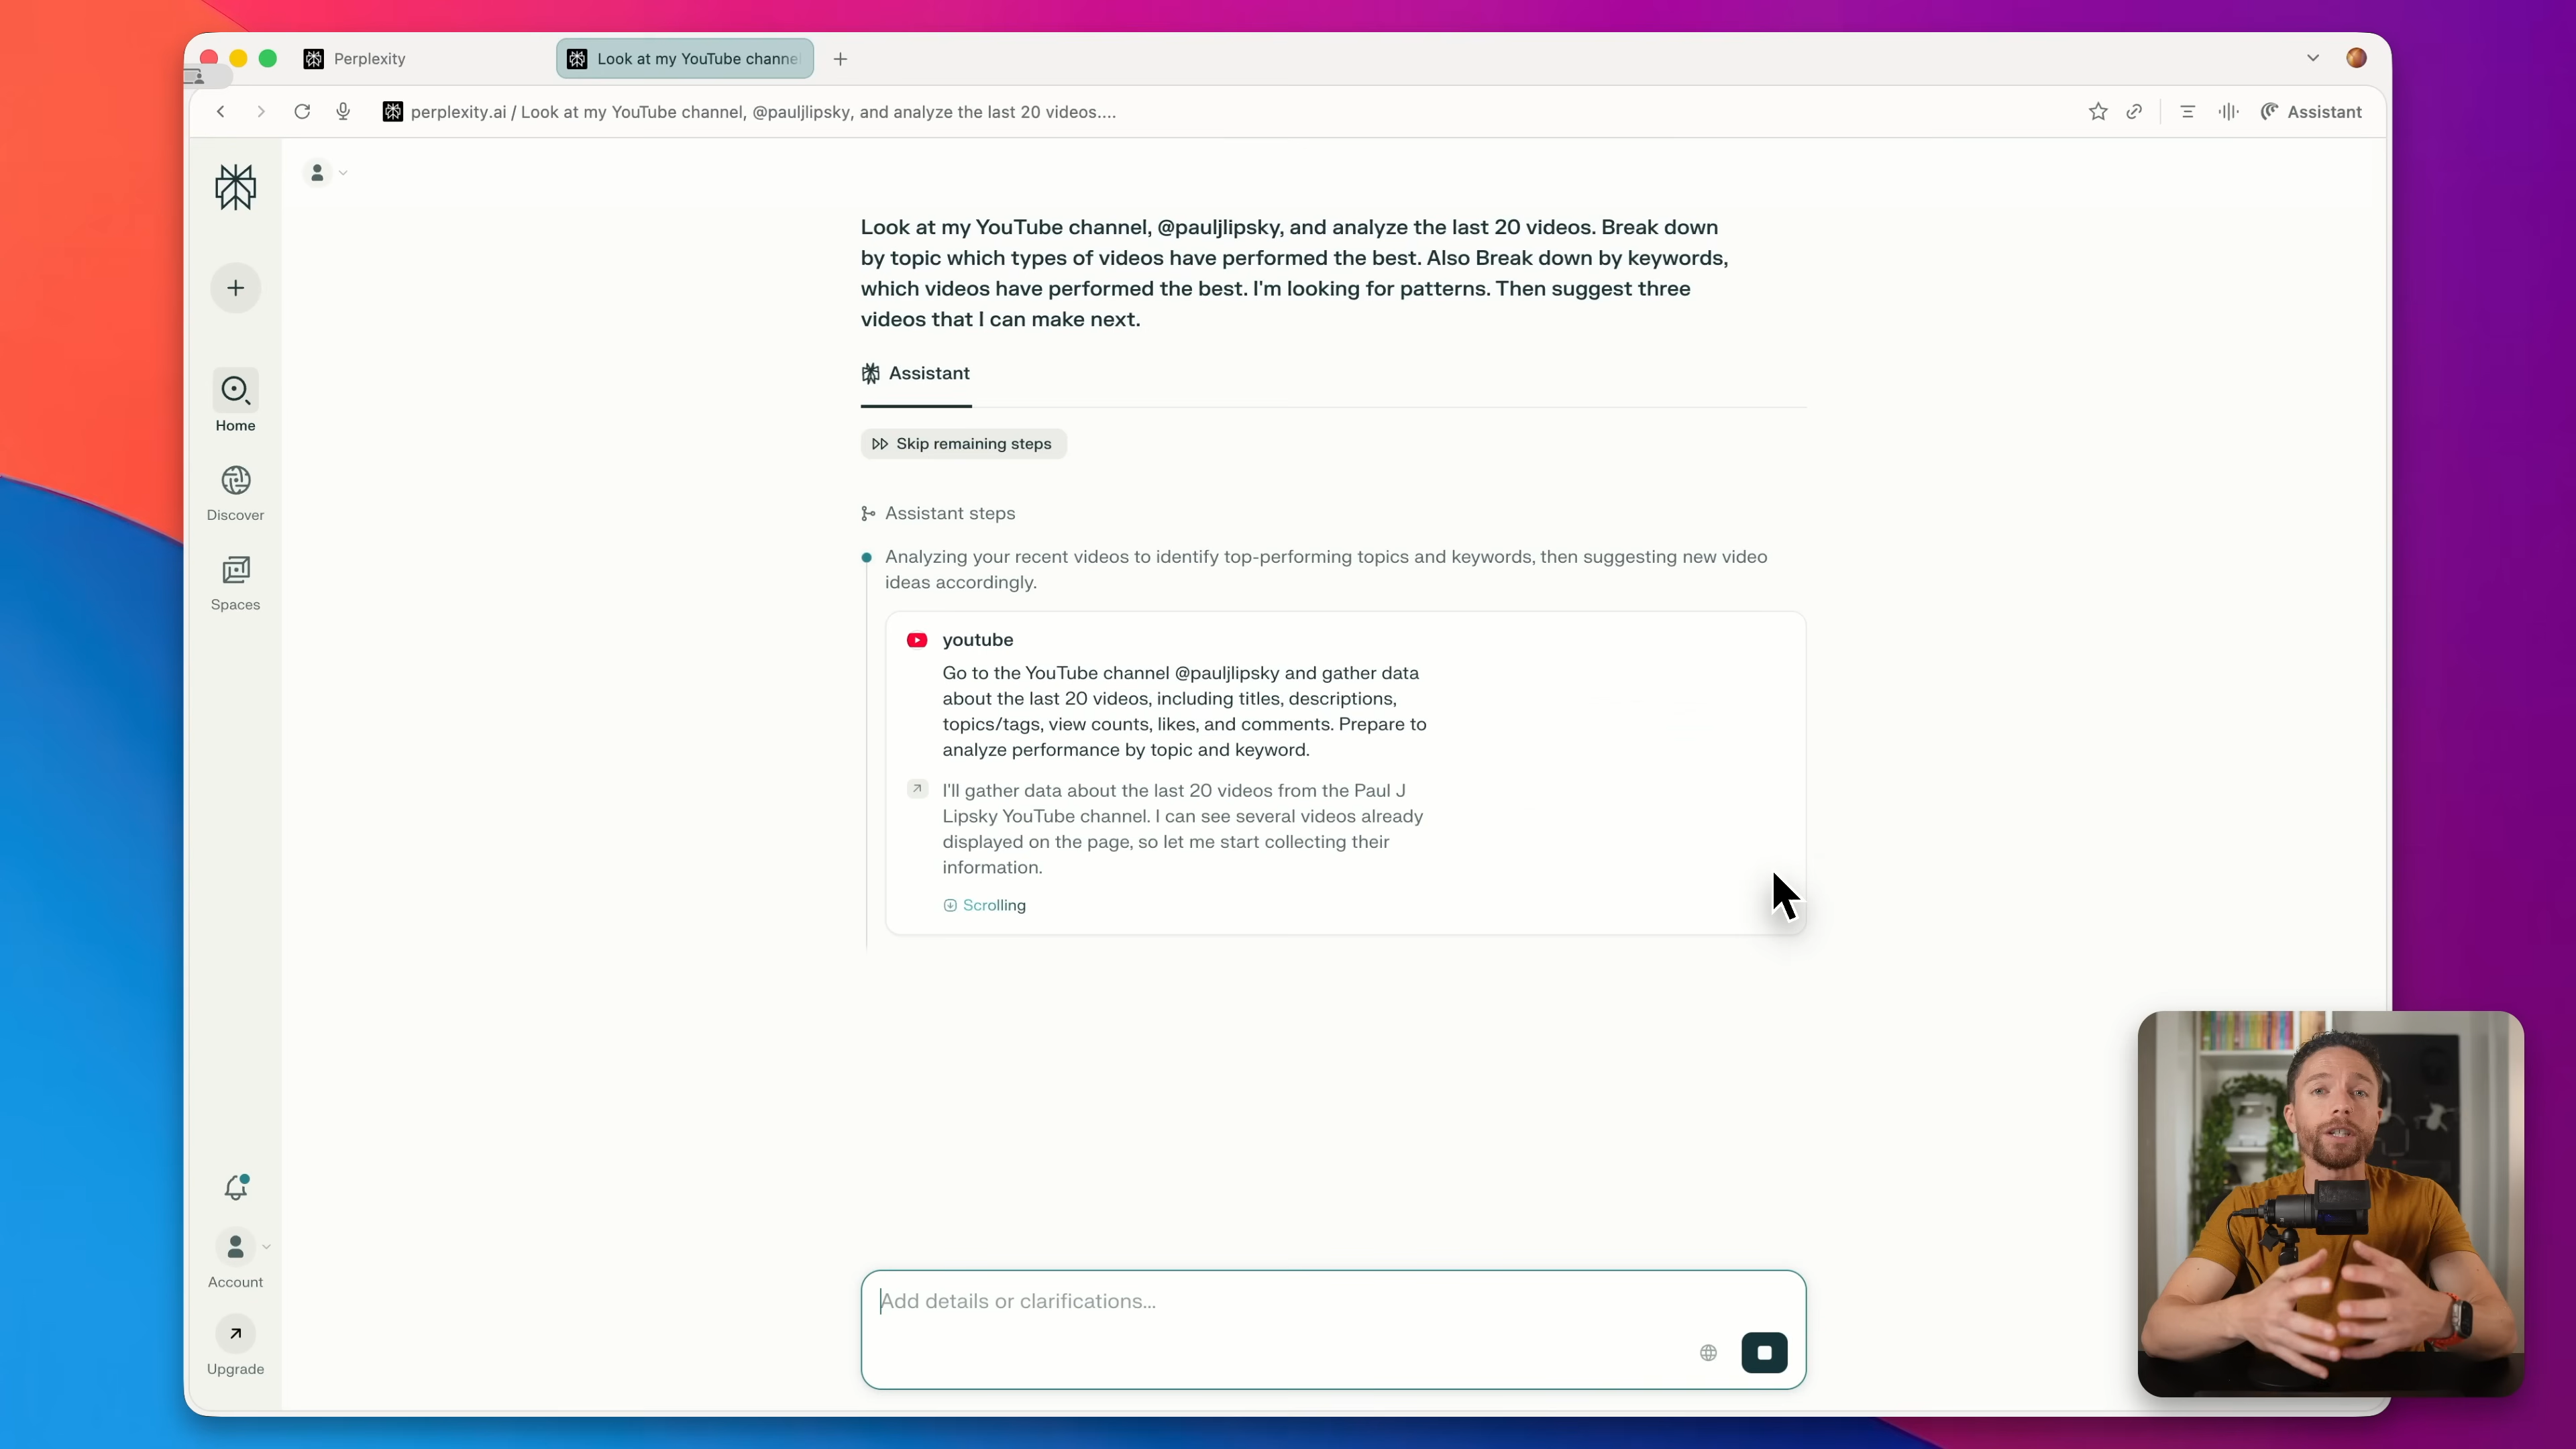 Perplexity
Look at my YouTube channe
perplexity.ai / Look at my YouTube channel, @pauljlipsky, and analyze the last 20 videos....
Assistant
Look at my YouTube channel, @pauljlipsky, and analyze the last 20 videos. Break down
by topic which types of videos have performed the best. Also Break down by keywords,
which videos have performed the best. I'm looking for patterns. Then suggest three
videos that I can make next.
Assistant
Skip remaining steps
Home
Discover
Spaces
Assistant steps
Analyzing your recent videos to identify top-performing topics and keywords, then suggesting new video
ideas accordingly.
youtube
Go to the YouTube channel @pauljlipsky and gather data
about the last 20 videos, including titles, descriptions,
topics/tags, view counts, likes, and comments. Prepare to
analyze performance by topic and keyword.
I'll gather data about the last 20 videos from the Paul J
Lipsky YouTube channel. I can see several videos already
displayed on the page, so let me start collecting their
information.
Scrolling
Account
Upgrade
Add details or clarifications...